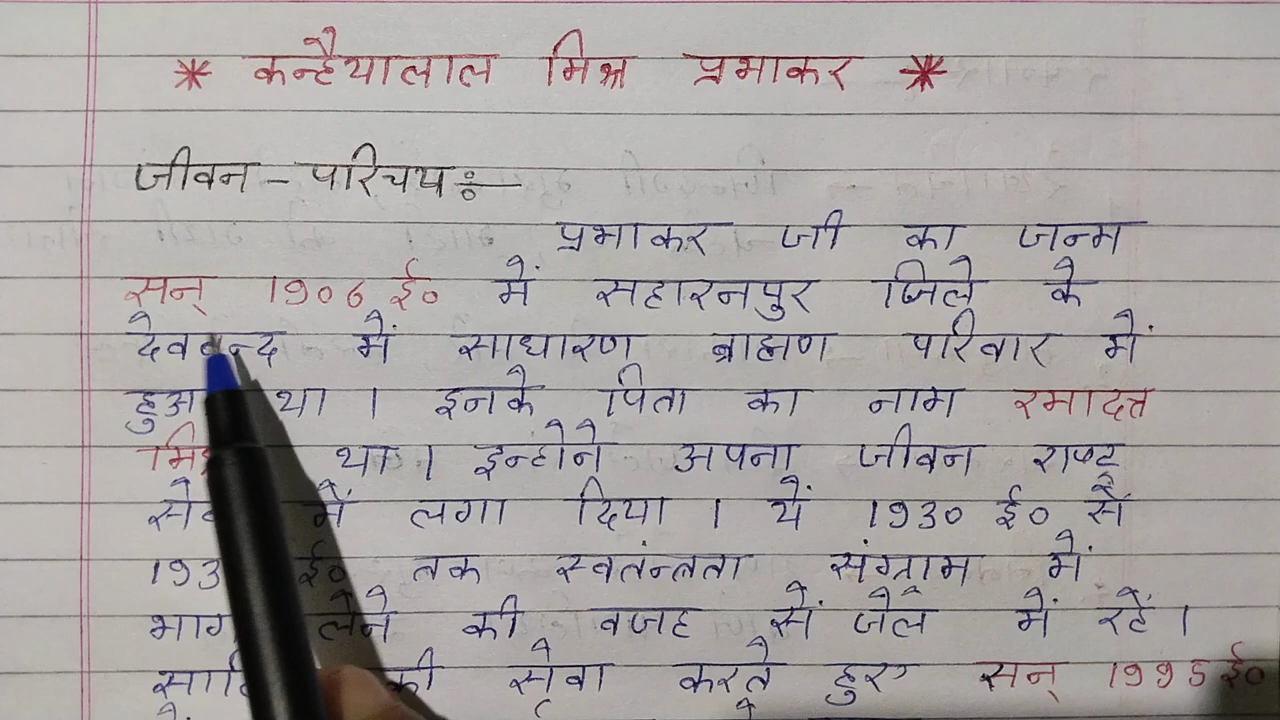 * कन्हैयालाल मिश्र प्रभाकर *
जीवन - परिचय :-
प्रभाकर जी का जन्म
सन् 1906 ई० में सहारनपुर जिले के
देवबन्द में साधारण ब्राह्मण परिवार में
हुआ था । इनके पिता का नाम रमादत्त
मिश्र था । इन्होने अपना जीवन राष्ट्र
में लगा दिया । ये 1930 ई० से
ई० तक स्वतंन्त्रता संग्राम में
भाग लेने की वजह से जेल में रहें ।
की सेवा करते हुए सन् 1995 ई०